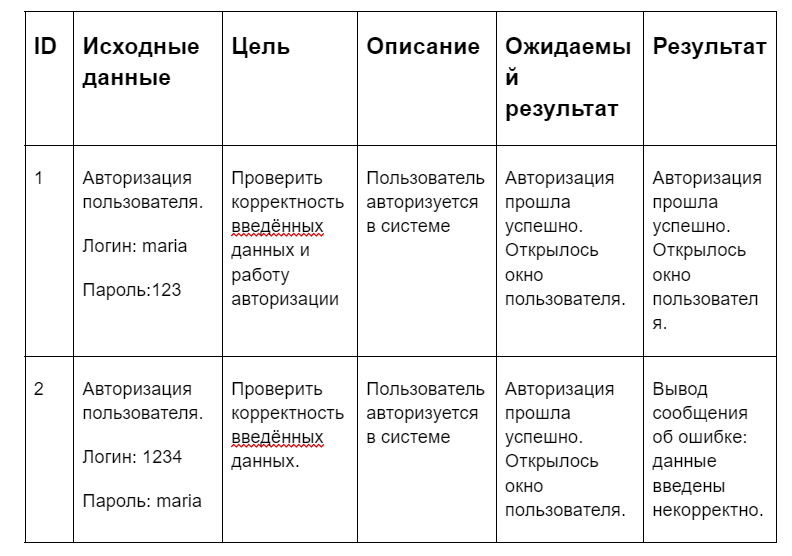 ID
Исходные
данные
Цель
Описание
Ожидаемы
й
результат
Результат
1
Авторизация
пользователя.
Логин: maria
Пароль:123
Проверить
корректность
введённых
данных и
работу
авторизации
Пользователь
авторизуется
в системе
Авторизация
прошла
успешно.
Открылось
окно
пользователя.
Авторизация
прошла
успешно.
Открылось
окно
пользовател
я.
2
Авторизация
пользователя.
Логин: 1234
Пароль: maria
Проверить
корректность
введённых
данных.
Пользователь
авторизуется
в системе
Авторизация
прошла
успешно.
Открылось
окно
пользователя.
Вывод
сообщения
об ошибке:
данные
введены
некорректно.